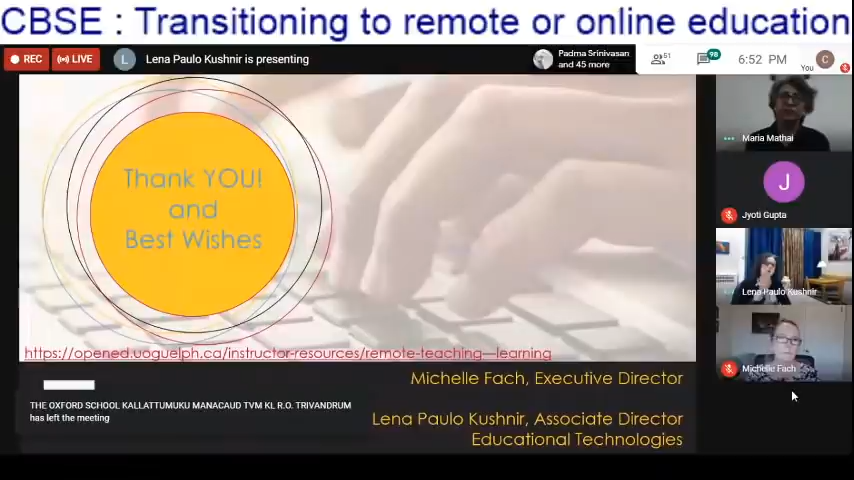 CBSE : Transitioning to remote or online education
REC
LIVE
L
Lena Paulo Kushnir is presenting
Padma Srinivasan
and 45 more
51
98
6:52 PM
You
C
Maria Mathai
J
Jyoti Gupta
Lena Paulo Kushnir
Michelle Fach
Thank YOU!
and
Best Wishes
https://opened.uoguelph.ca/instructor-resources/remote-teaching—learning
Michelle Fach, Executive Director
Lena Paulo Kushnir, Associate Director
Educational Technologies
THE OXFORD SCHOOL KALLATTUMUKU MANACAUD TVM KL R.O. TRIVANDRUM
has left the meeting